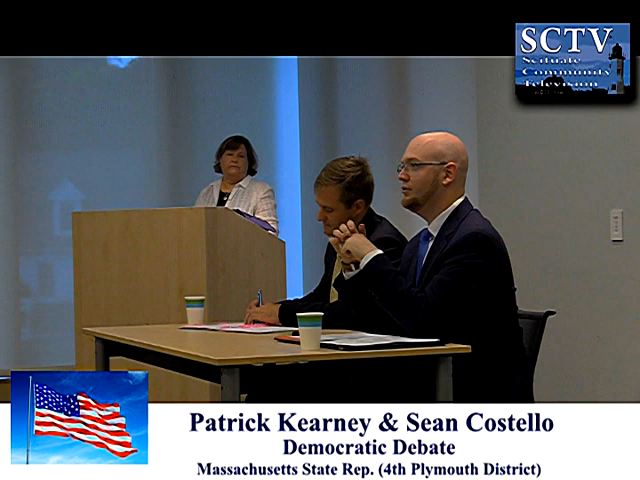 SCTV
Scituate
Community
Television
Patrick Kearney & Sean Costello
Democratic Debate
Massachusetts State Rep. (4th Plymouth District)